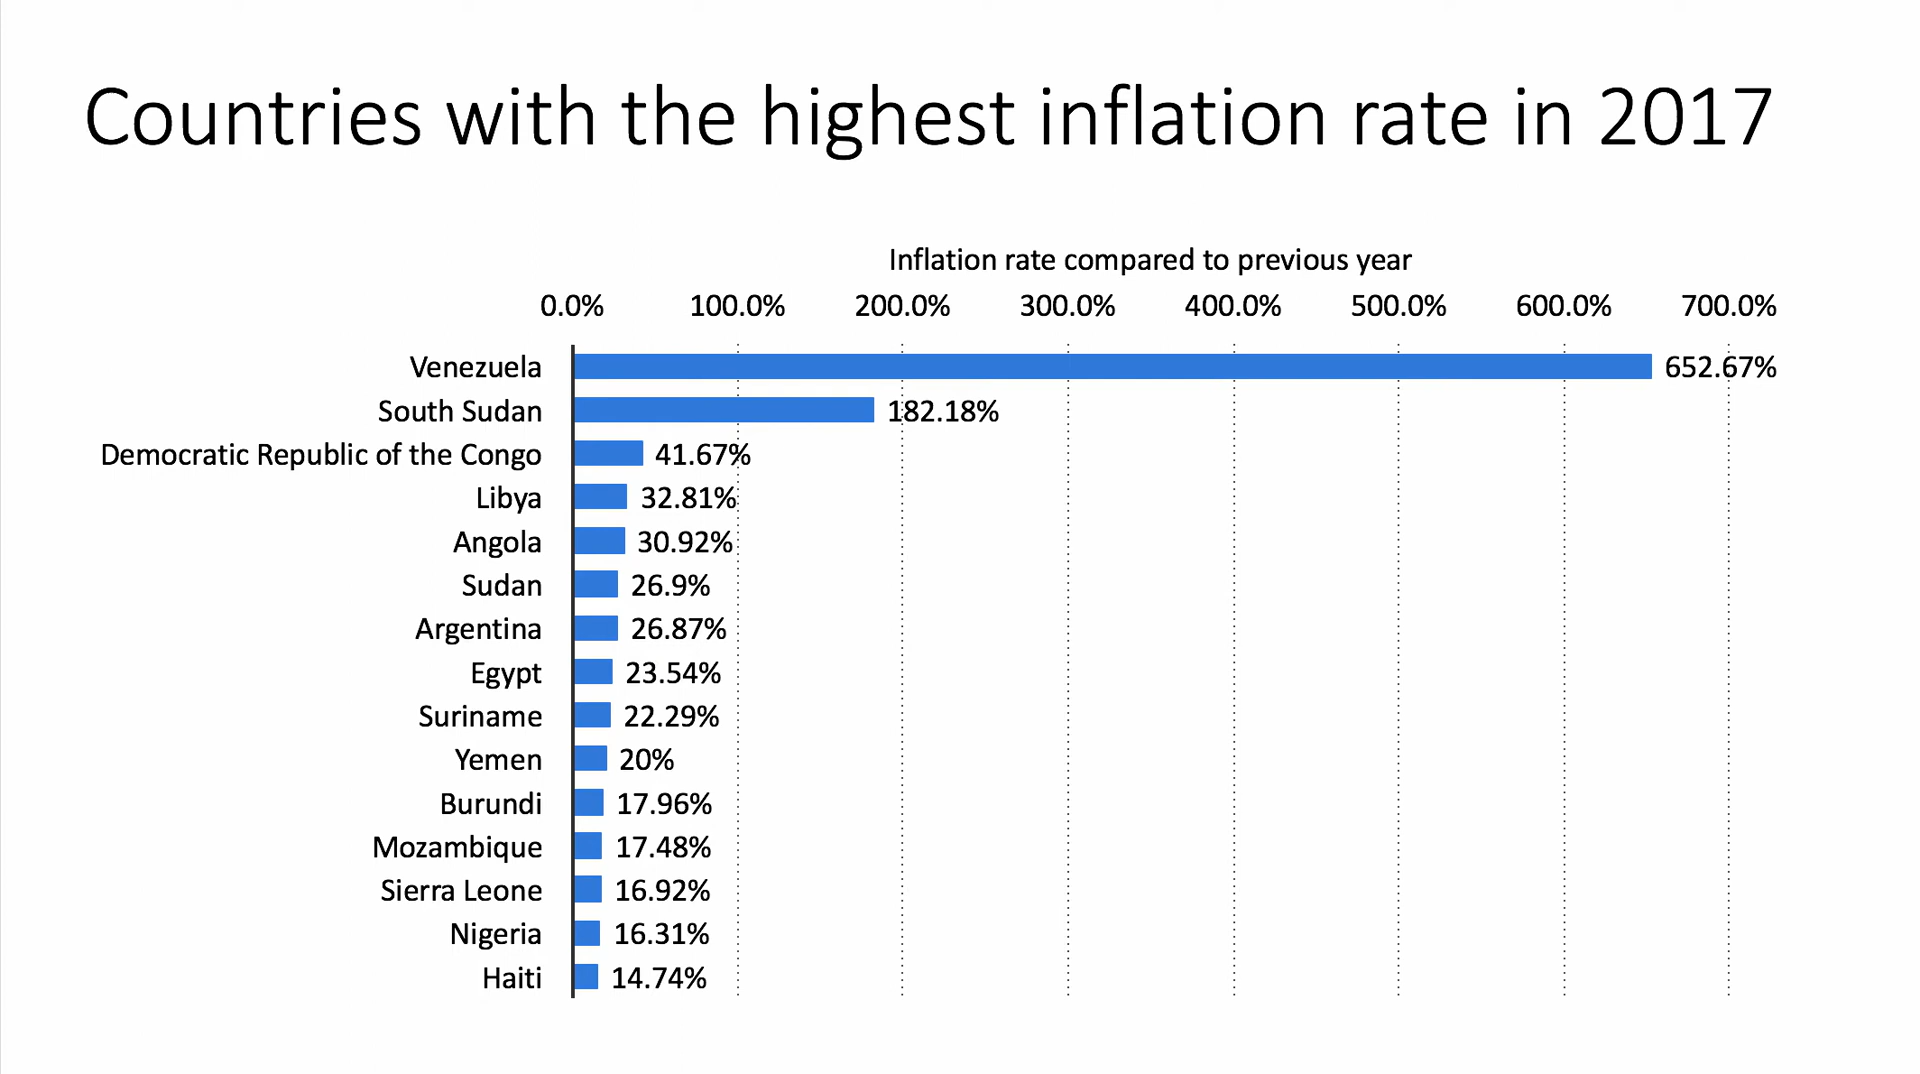 Countries with the highest inflation rate in 2017
Inflation rate compared to previous year
0.0% 100.0% 200.0% 300.0% 400.0% 500.0% 600.0% 700.0%
Venezuela 652.67%
South Sudan 182.18%
Democratic Republic of the Congo 41.67%
Libya 32.81%
Angola 30.92%
Sudan 26.9%
Argentina 26.87%
Egypt 23.54%
Suriname 22.29%
Yemen 20%
Burundi 17.96%
Mozambique 17.48%
Sierra Leone 16.92%
Nigeria 16.31%
Haiti 14.74%